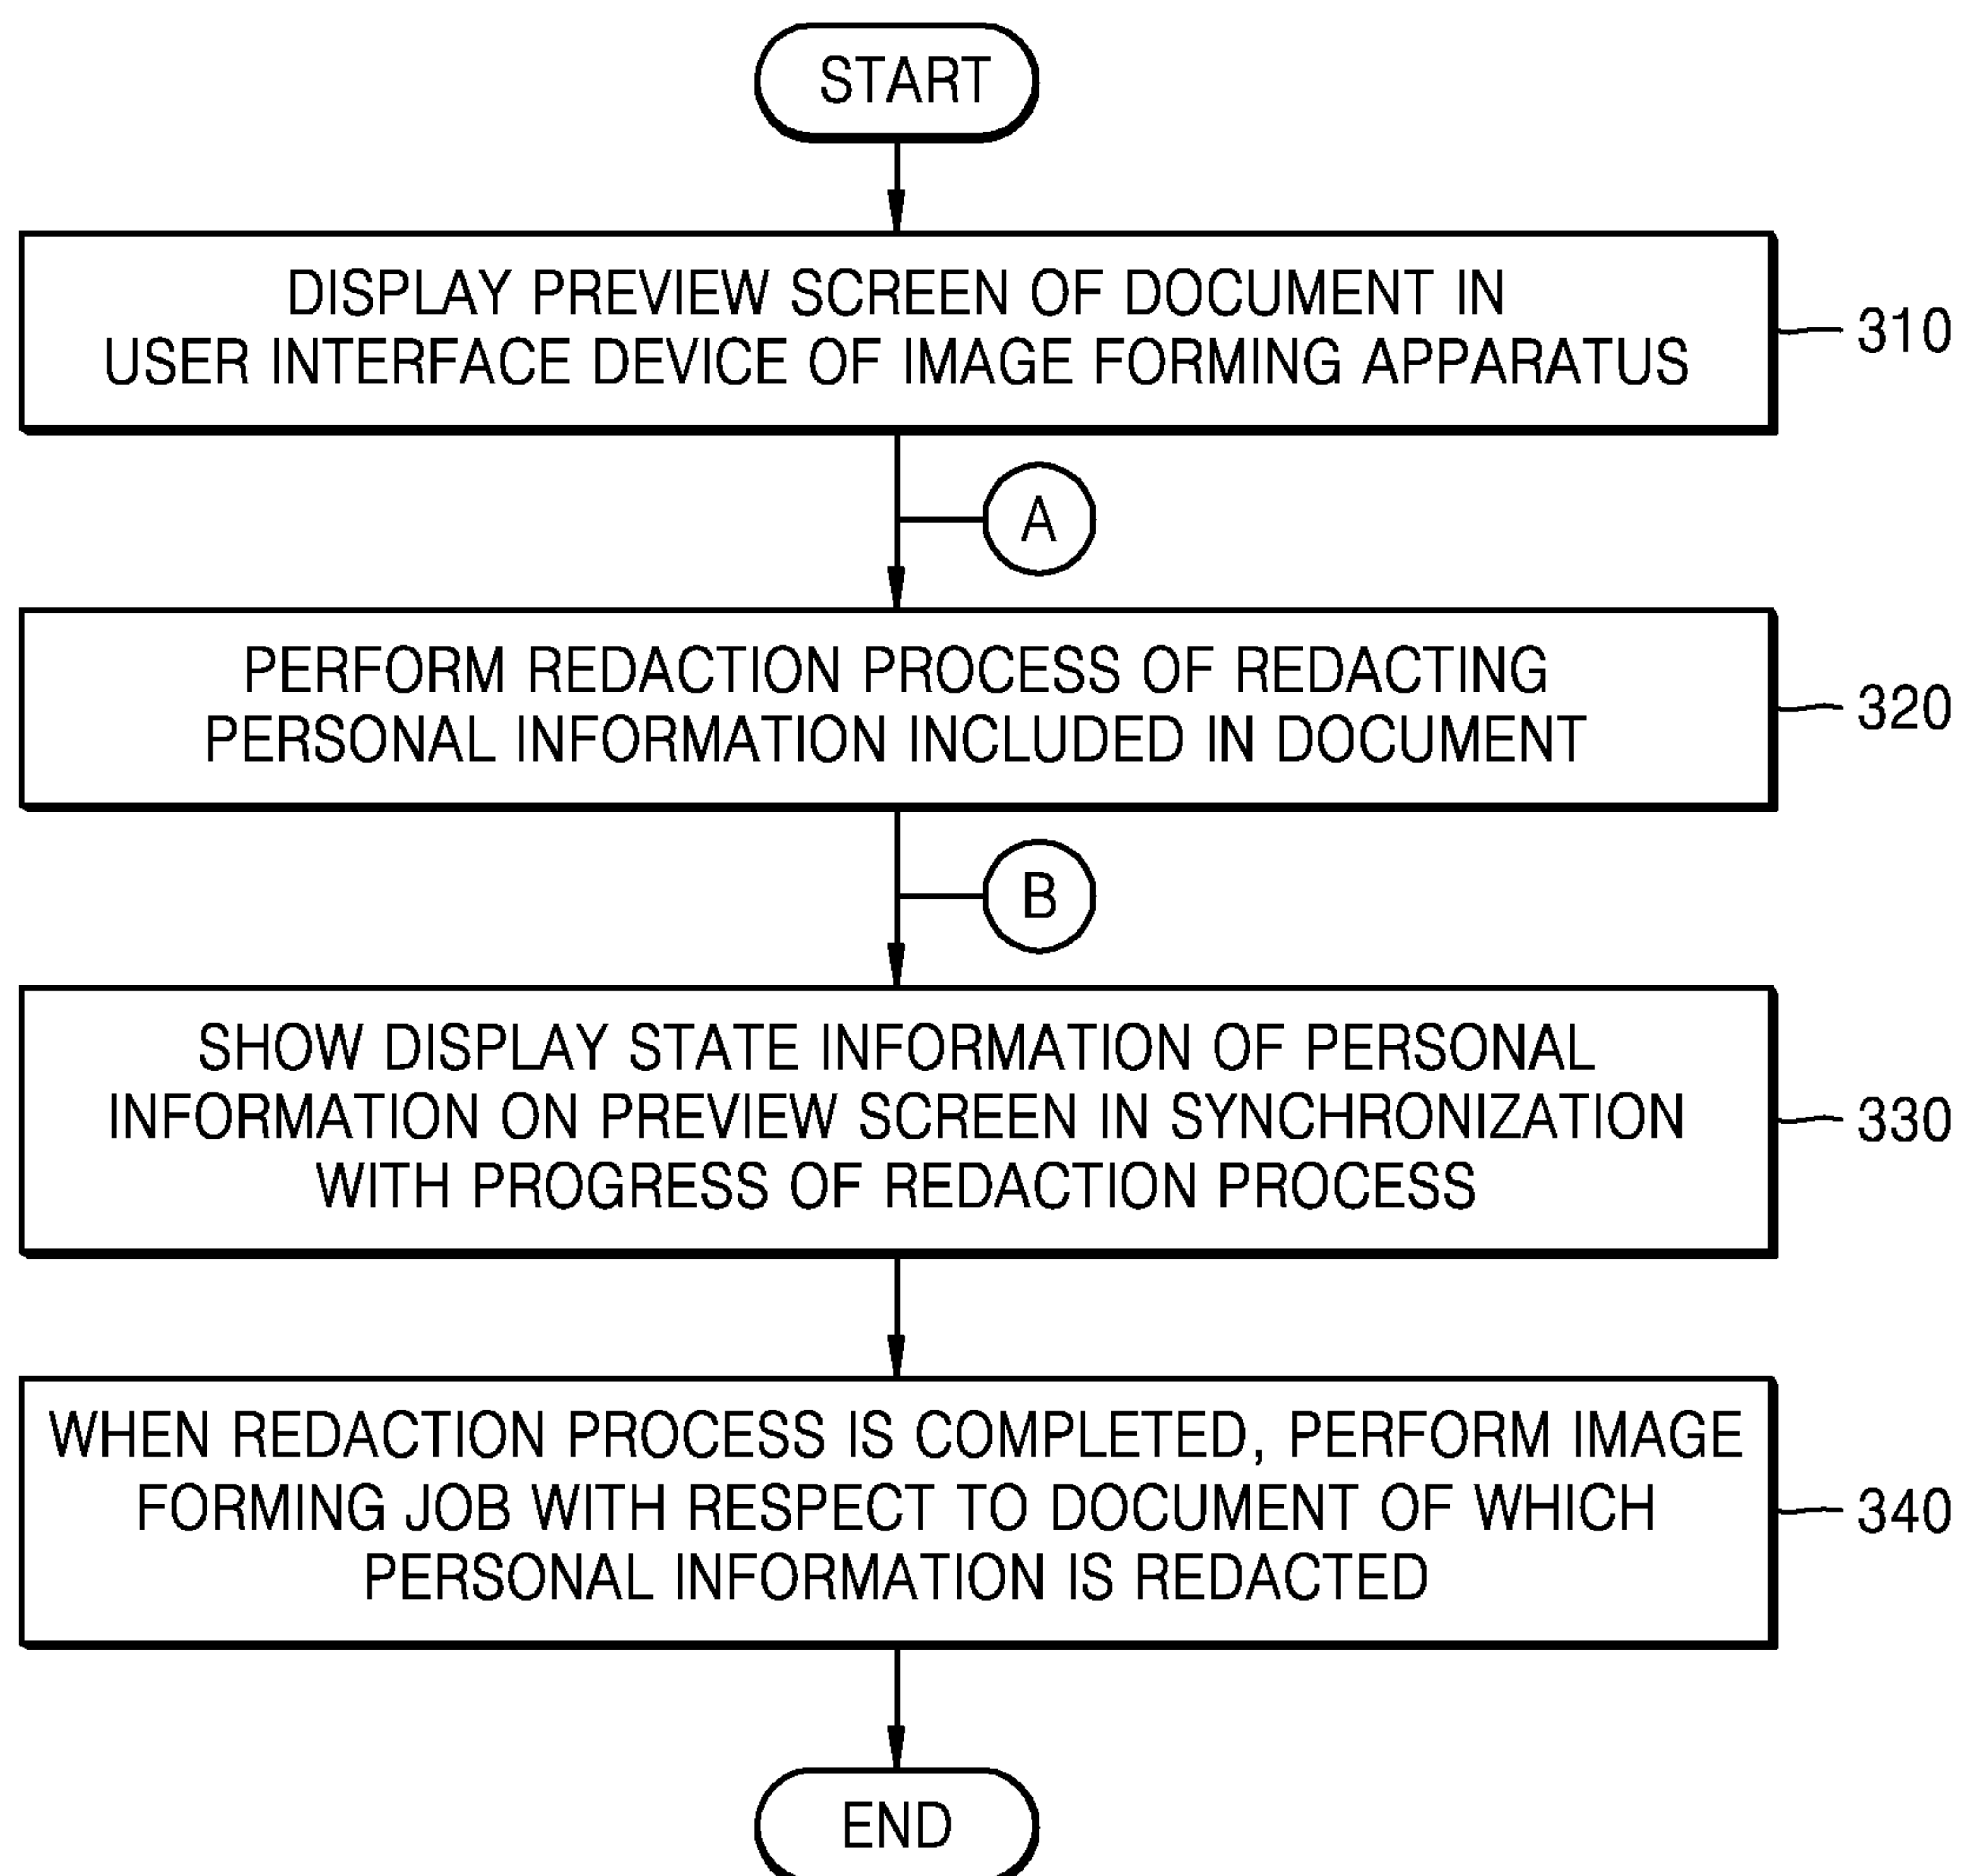 START
DISPLAY PREVIEW SCREEN OF DOCUMENT IN
USER INTERFACE DEVICE OF IMAGE FORMING APPARATUS
310
A
PERFORM REDACTION PROCESS OF REDACTING
PERSONAL INFORMATION INCLUDED IN DOCUMENT
320
B
SHOW DISPLAY STATE INFORMATION OF PERSONAL
INFORMATION ON PREVIEW SCREEN IN SYNCHRONIZATION
WITH PROGRESS OF REDACTION PROCESS
330
WHEN REDACTION PROCESS IS COMPLETED, PERFORM IMAGE
FORMING JOB WITH RESPECT TO DOCUMENT OF WHICH
PERSONAL INFORMATION IS REDACTED
340
END